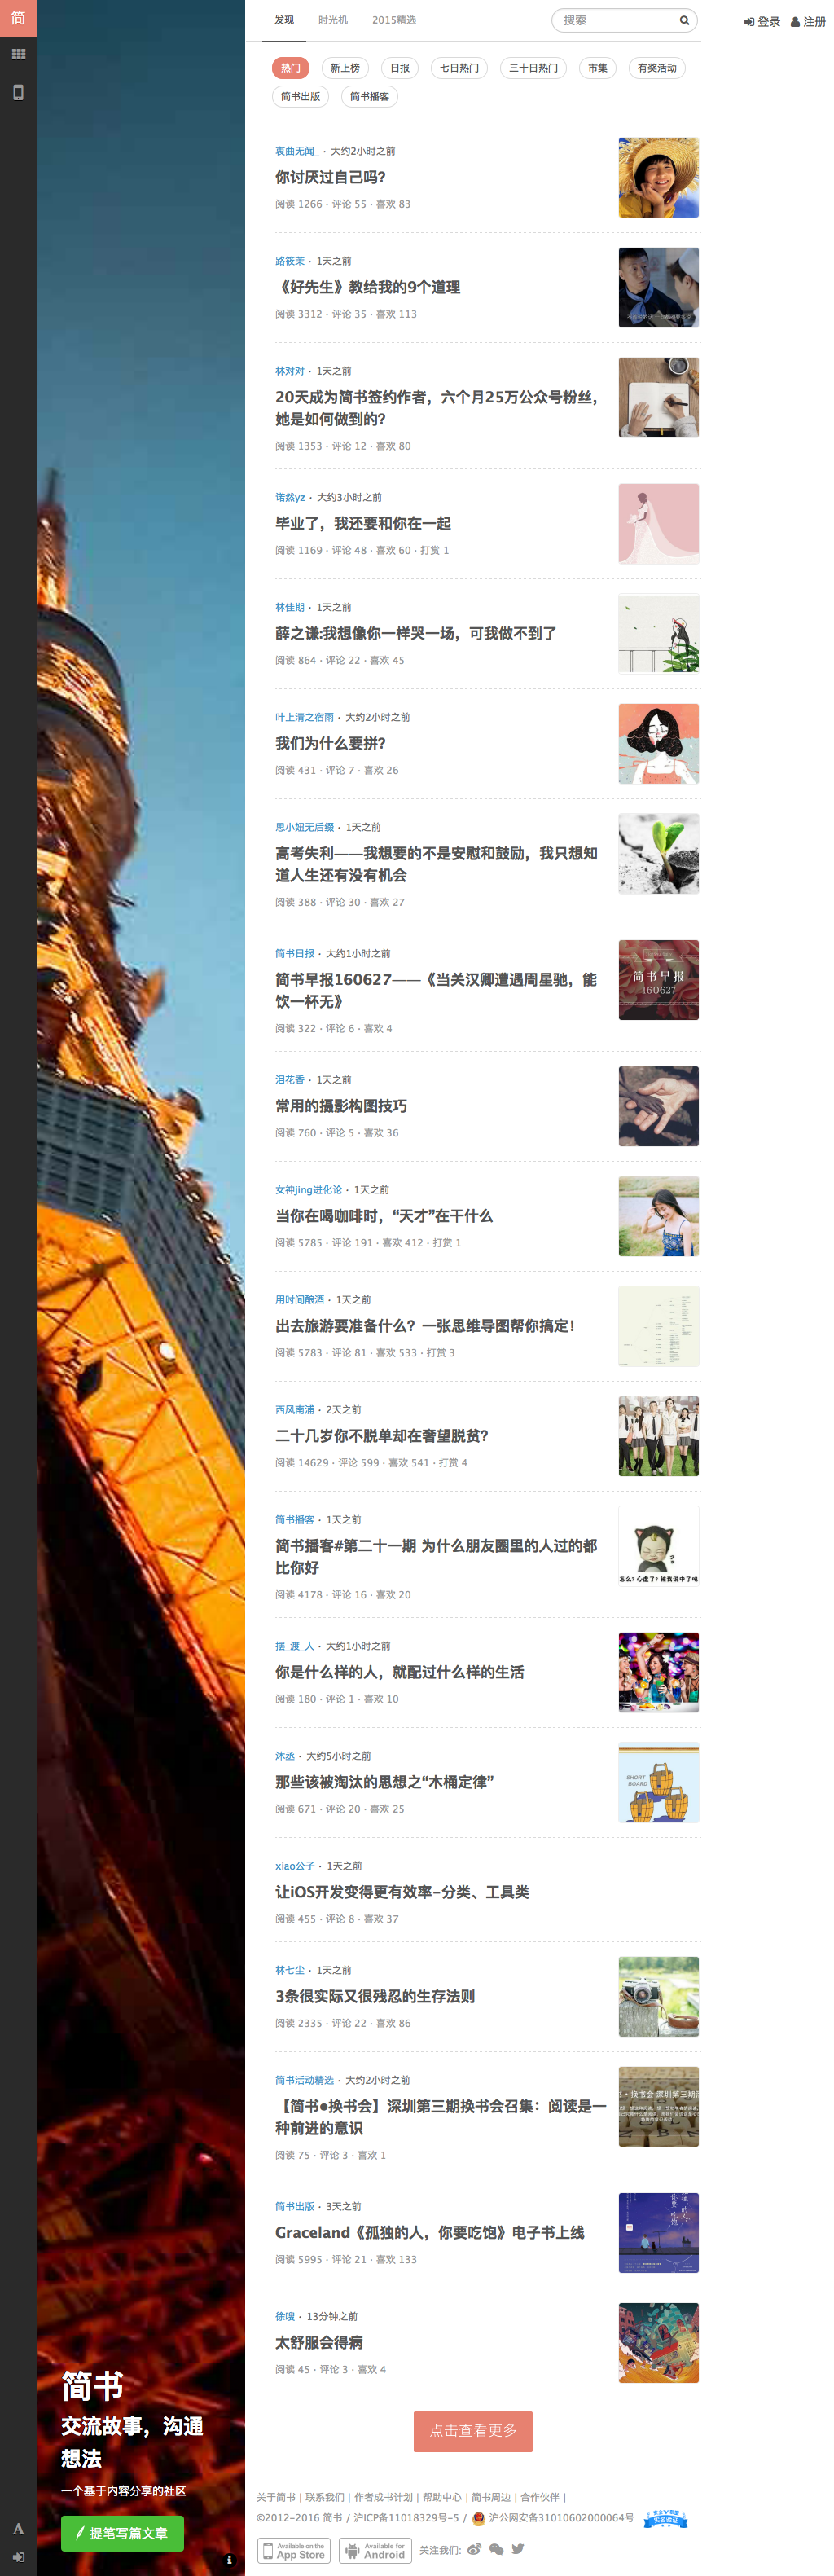 简
发现 时光机 2015精选
搜索
登录 注册
热门 新上榜 日报 七日热门 三十日热门 市集 有奖活动
简书出版 简书播客
衷曲无闻_ · 大约2小时之前
你讨厌过自己吗?
阅读 1266 · 评论 55 · 喜欢 83
路筱茉 · 1天之前
《好先生》教给我的9个道理
阅读 3312 · 评论 35 · 喜欢 113
林对对 · 1天之前
20天成为简书签约作者，六个月25万公众号粉丝，
她是如何做到的?
阅读 1353 · 评论 12 · 喜欢 80
诺然yz · 大约3小时之前
毕业了，我还要和你在一起
阅读 1169 · 评论 48 · 喜欢 60 · 打赏 1
林佳期 · 1天之前
薛之谦:我想像你一样哭一场，可我做不到了
阅读 864 · 评论 22 · 喜欢 45
叶上清之宿雨 · 大约2小时之前
我们为什么要拼?
阅读 431 · 评论 7 · 喜欢 26
恩小妞无后缀 · 1天之前
高考失利——我想要的不是安慰和鼓励，我只想知
道人生还有没有机会
阅读 388 · 评论 30 · 喜欢 27
简书日报 · 大约1小时之前
简书早报160627——《当关汉卿遭遇周星驰，能
饮一杯无》
阅读 322 · 评论 6 · 喜欢 4
简书早报
160627
泪花香 · 1天之前
常用的摄影构图技巧
阅读 760 · 评论 5 · 喜欢 36
女神jing进化论 · 1天之前
当你在喝咖啡时，“天才”在干什么
阅读 5785 · 评论 191 · 喜欢 412 · 打赏 1
用时间酿酒 · 1天之前
出去旅游要准备什么？一张思维导图帮你搞定！
阅读 5783 · 评论 81 · 喜欢 533 · 打赏 3
西风南浦 · 2天之前
二十几岁你不脱单却在奢望脱贫?
阅读 14629 · 评论 599 · 喜欢 541 · 打赏 4
简书播客 · 1天之前
简书播客#第二十一期 为什么朋友圈里的人过的都
比你好
阅读 4178 · 评论 16 · 喜欢 20
怎么? 心虚了? 被我说中了吧
摆_渡_人 · 大约1小时之前
你是什么样的人，就配过什么样的生活
阅读 180 · 评论 1 · 喜欢 10
沐丞 · 大约5小时之前
那些该被淘汰的思想之“木桶定律”
阅读 671 · 评论 20 · 喜欢 25
SHORT
BOARD
xiao公子 · 1天之前
让iOS开发变得更有效率-分类、工具类
阅读 455 · 评论 8 · 喜欢 37
林七尘 · 1天之前
3条很实际又很残忍的生存法则
阅读 2335 · 评论 22 · 喜欢 86
简书活动精选 · 大约2小时之前
【简书●换书会】深圳第三期换书会召集：阅读是一
种前进的意识
阅读 75 · 评论 3 · 喜欢 1
换书会 深圳第三期
简书出版 · 3天之前
Graceland《孤独的人，你要吃饱》电子书上线
阅读 5995 · 评论 21 · 喜欢 133
徐嗖 · 13分钟之前
太舒服会得病
阅读 45 · 评论 3 · 喜欢 4
点击查看更多
简书
交流故事，沟通
想法
一个基于内容分享的社区
提笔写篇文章
关于简书 | 联系我们 | 作者成书计划 | 帮助中心 | 简书周边 | 合作伙伴 |
©2012-2016 简书 / 沪ICP备11018329号-5 / 沪公网安备31010602000064号
Available on the
App Store
Available for
Android
关注我们: